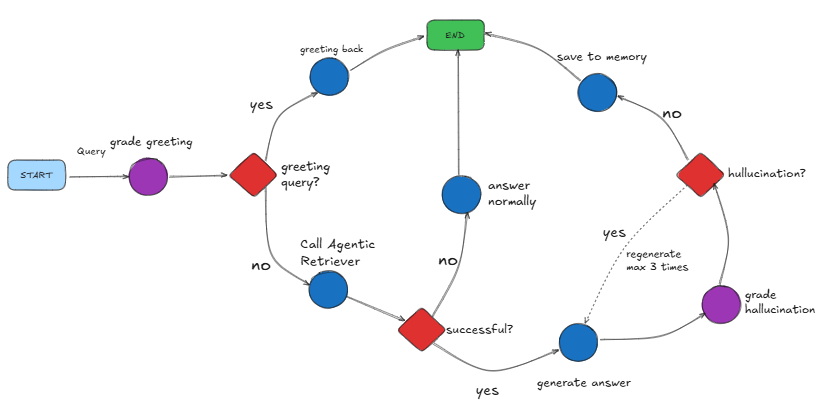 greeting back
END
save to memory
yes
no
grade greeting
Query
START
greeting
query?
hullucination?
answer
normally
yes
Call Agentic
Retriever
no
no
regenerate
max 3 times
grade
hallucination
successful?
generate answer
yes